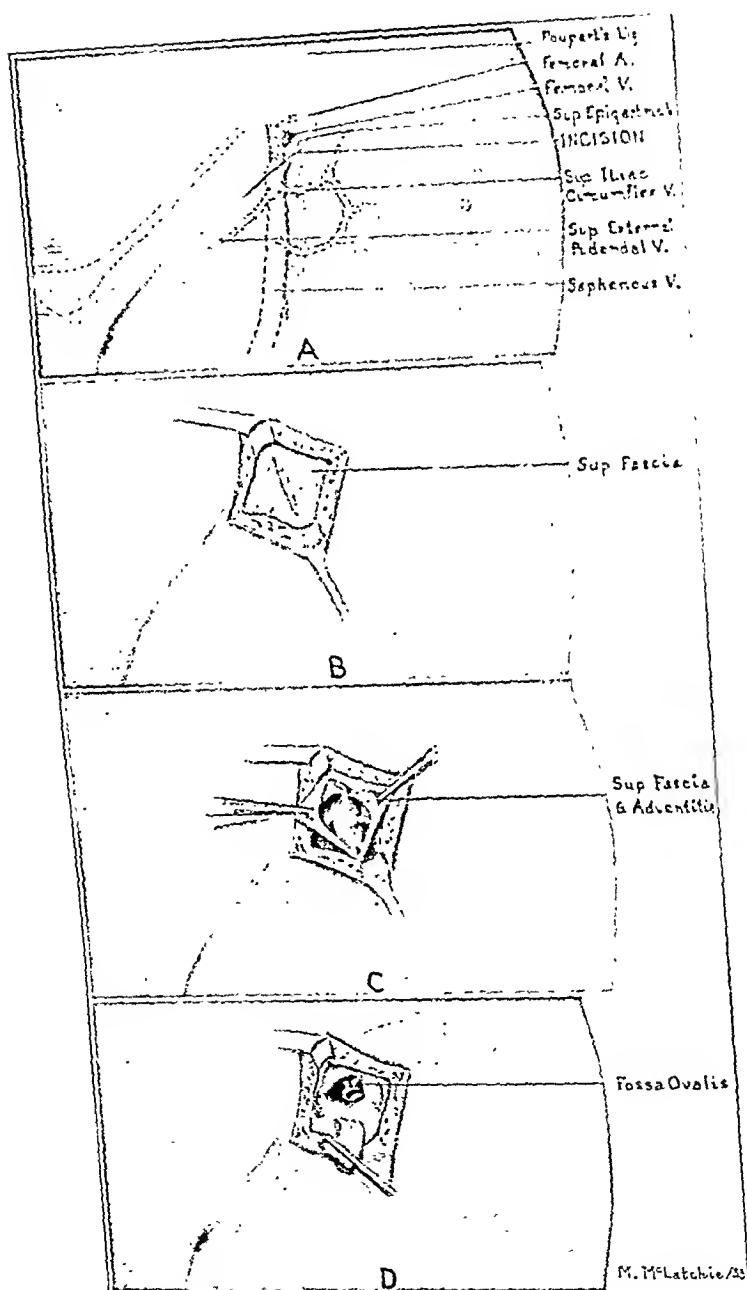 Poupart's Lig
Femoral A.
Femoral V.
Sup Epigastric
INCISION
Sup Iliac
Circumflex V.
Sup External
Pudendal V.
Saphenous V.
A
Sup Fascia
B
Sup Fascia
& Adventitia
C
Fossa Ovalis
D
M. McLatchie/33